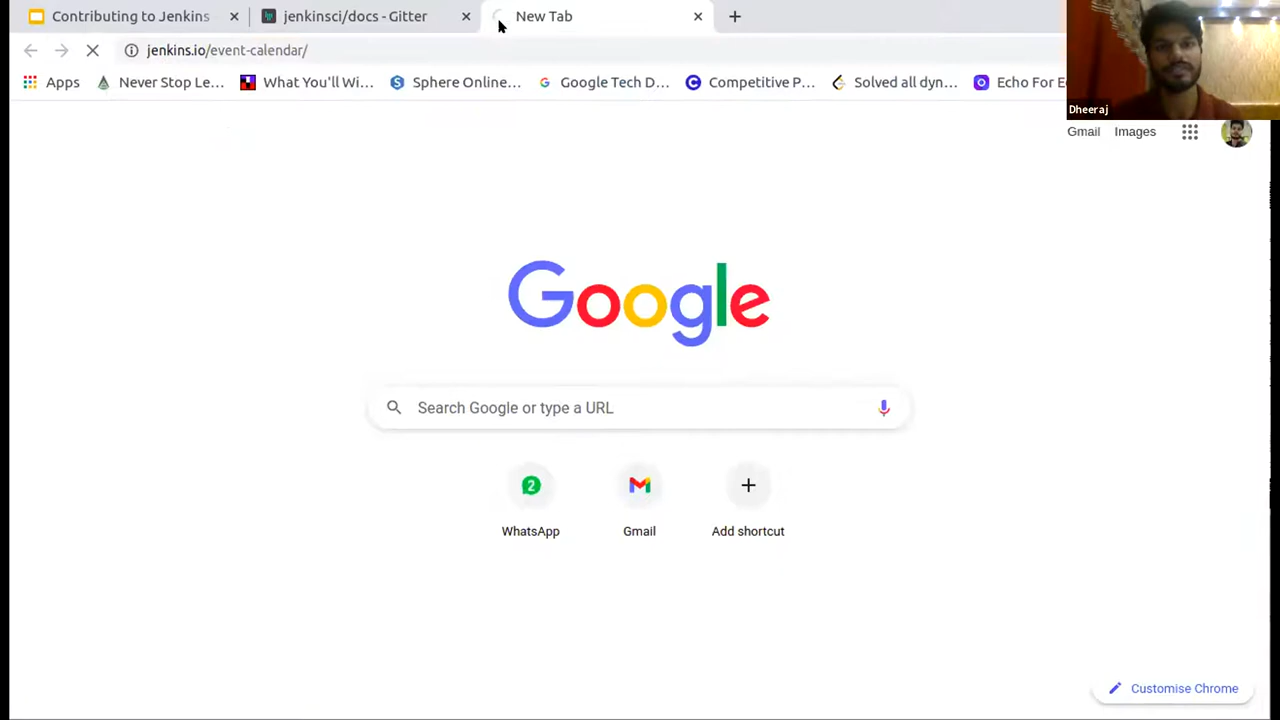 Contributing to Jenkins
jenkinsci/docs - Gitter
New Tab
jenkins.io/event-calendar/
Apps
Never Stop Le...
What You'll Wi...
Sphere Online...
Google Tech D...
Competitive P...
Solved all dyn...
Echo For E
Dheeraj
Gmail
Images
Google
Search Google or type a URL
2
WhatsApp
Gmail
Add shortcut
Customise Chrome